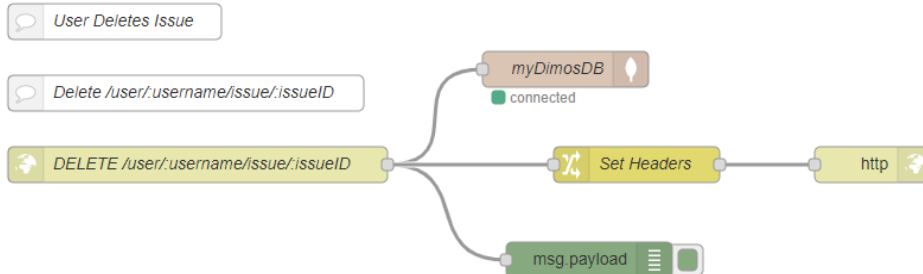 User Deletes Issue
myDimosDB
Delete /user/:username/issue/:issueID
connected
DELETE /user/:username/issue/:issueID
Set Headers
http
msg.payload